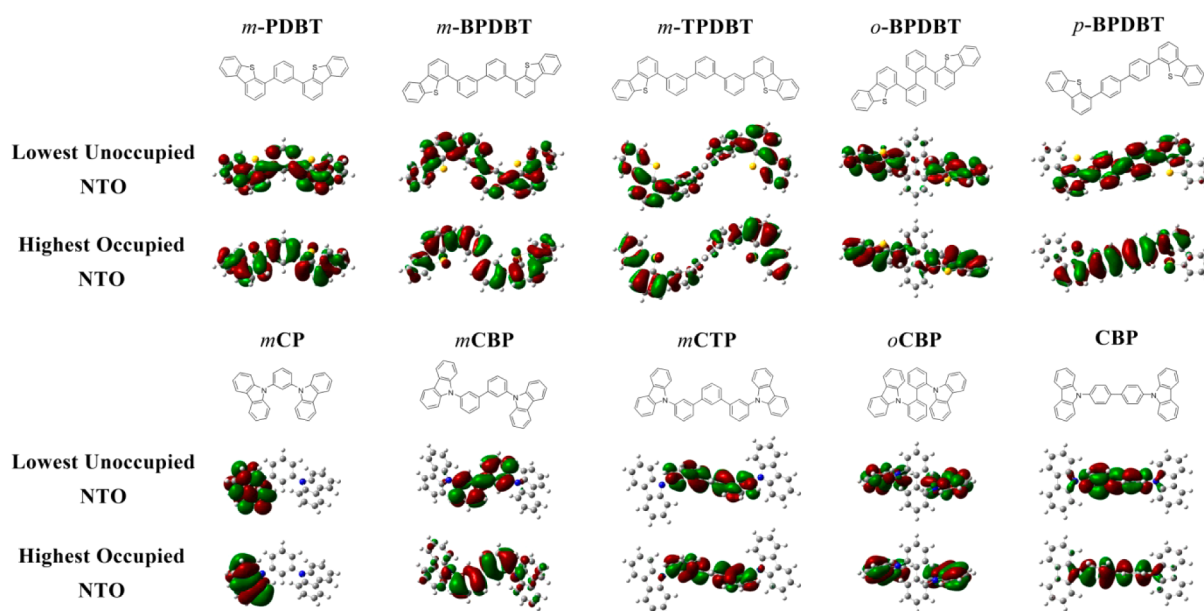 m-PDBT m-BPDBT m-TPDBT o-BPDBT p-BPDBT
S S S S S S S S S S
Lowest Unoccupied
NTO
Highest Occupied
NTO
mCP mCBP mCTP oCBP CBP
N N N N N N N N N N
Lowest Unoccupied
NTO
Highest Occupied
NTO